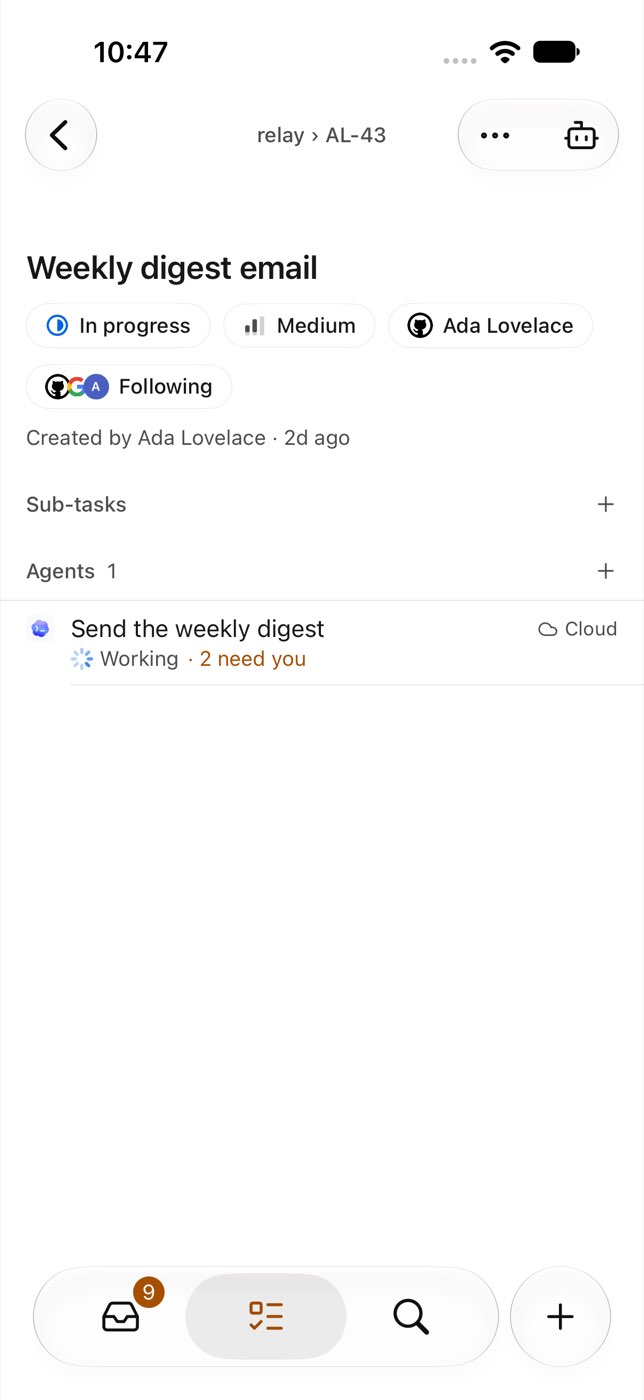 10:47
relay › AL-43
Weekly digest email
In progress
Medium
Ada Lovelace
A
Following
Created by Ada Lovelace · 2d ago
Sub-tasks
Agents 1
Send the weekly digest
Cloud
Working · 2 need you
9